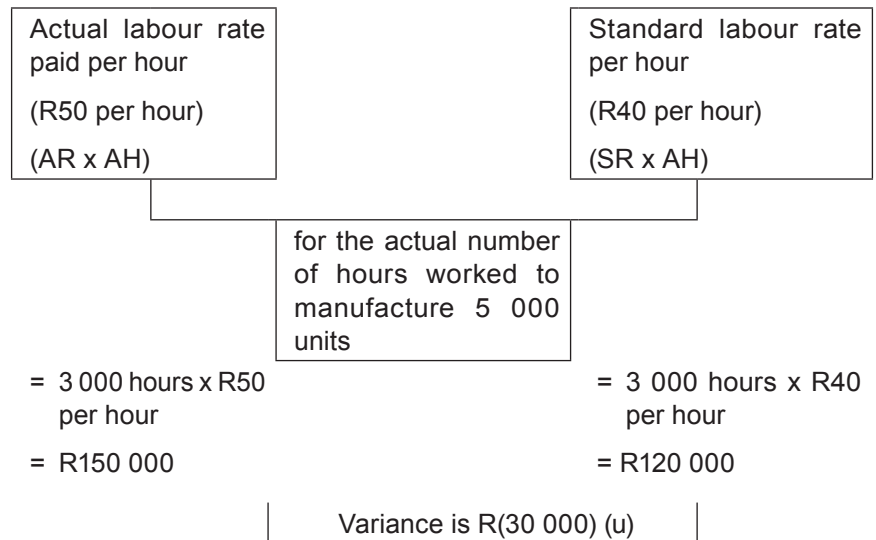 Actual labour rate
paid per hour
(R50 per hour)
(AR x AH)
Standard labour rate
per hour
(R40 per hour)
(SR x AH)
for the actual number
of hours worked to
manufacture 5 000
units
= 3 000 hours x R50
per hour
= R150 000
= 3 000 hours x R40
per hour
= R120 000
Variance is R(30 000) (u)